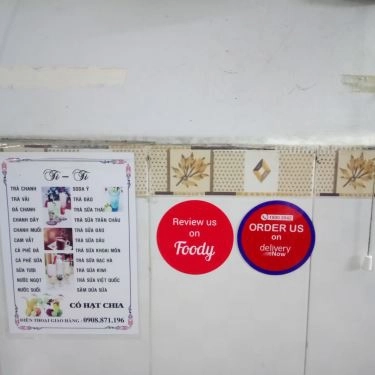 Ti - Ti
TRÀ CHANH
TRÀ VẢI
ĐÁ CHANH
CHANH DÂY
CHANH MUỐI
CAM VẮT
CÀ PHÊ ĐÁ
CÀ PHÊ SỮA
SỮA TƯƠI
NƯỚC NGỌT
NƯỚC SUỐI
SODA Ý
TRÀ ĐÀO
TRÀ SỮA THÁI
TRÀ SỮA TRÂN CHÂU
TRÀ SỮA ĐÀO
TRÀ SỮA DÂU
TRÀ SỮA KHOAI MÔN
TRÀ SỮA BẠC HÀ
TRÀ SỮA KIWI
TRÀ SỮA VIỆT QUẤC
SÂM DỨA SỮA
CÓ HẠT CHIA
ĐIỆN THOẠI GIAO HÀNG : 0908.871.196
Review us
on
Foody
1900 2042
ORDER US
on
delivery
Now